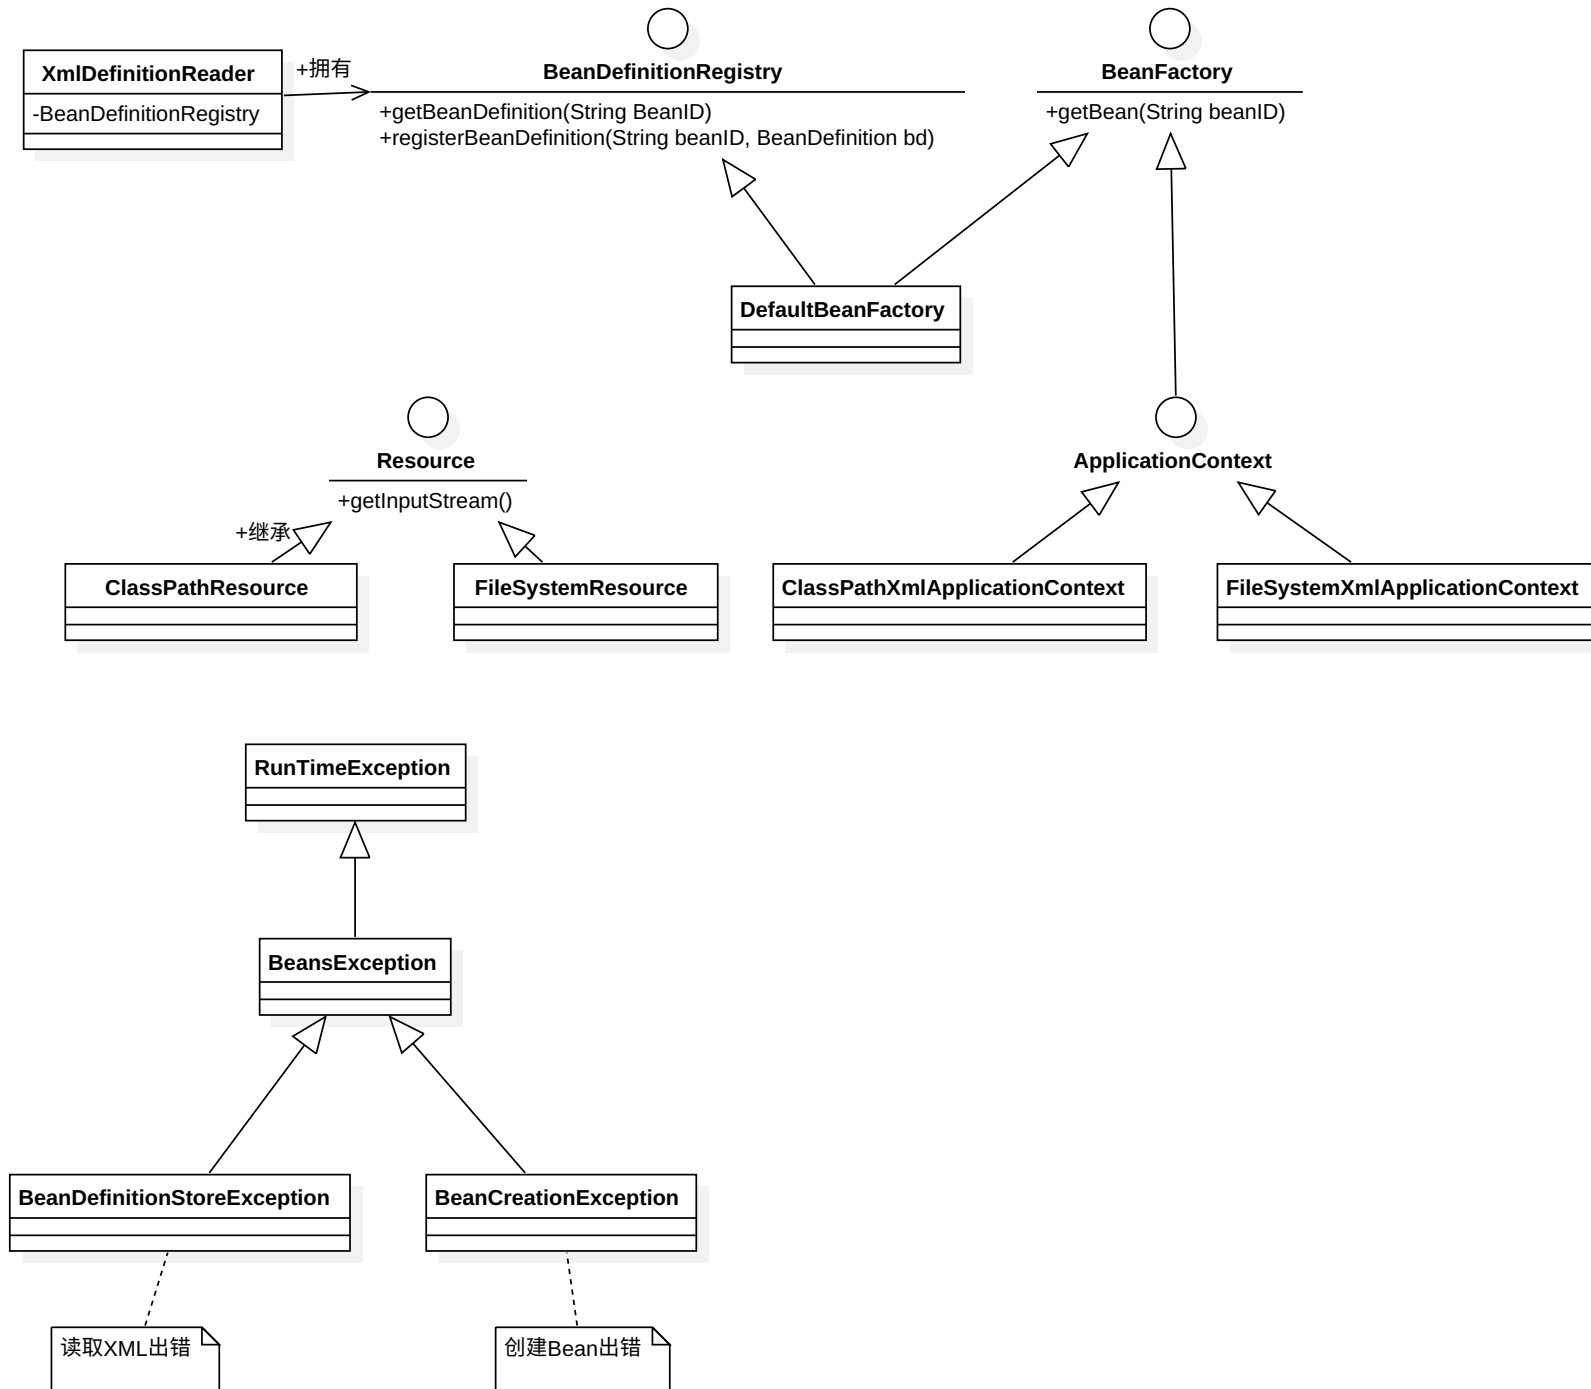 XmlDefinitionReader
-BeanDefinitionRegistry
+拥有
BeanDefinitionRegistry
+getBeanDefinition(String BeanID)
+registerBeanDefinition(String beanID, BeanDefinition bd)
BeanFactory
+getBean(String beanID)
DefaultBeanFactory
Resource
+getInputStream()
ApplicationContext
+继承
ClassPathResource
FileSystemResource
ClassPathXmlApplicationContext
FileSystemXmlApplicationContext
RunTimeException
BeansException
BeanDefinitionStoreException
BeanCreationException
读取XML出错
创建Bean出错